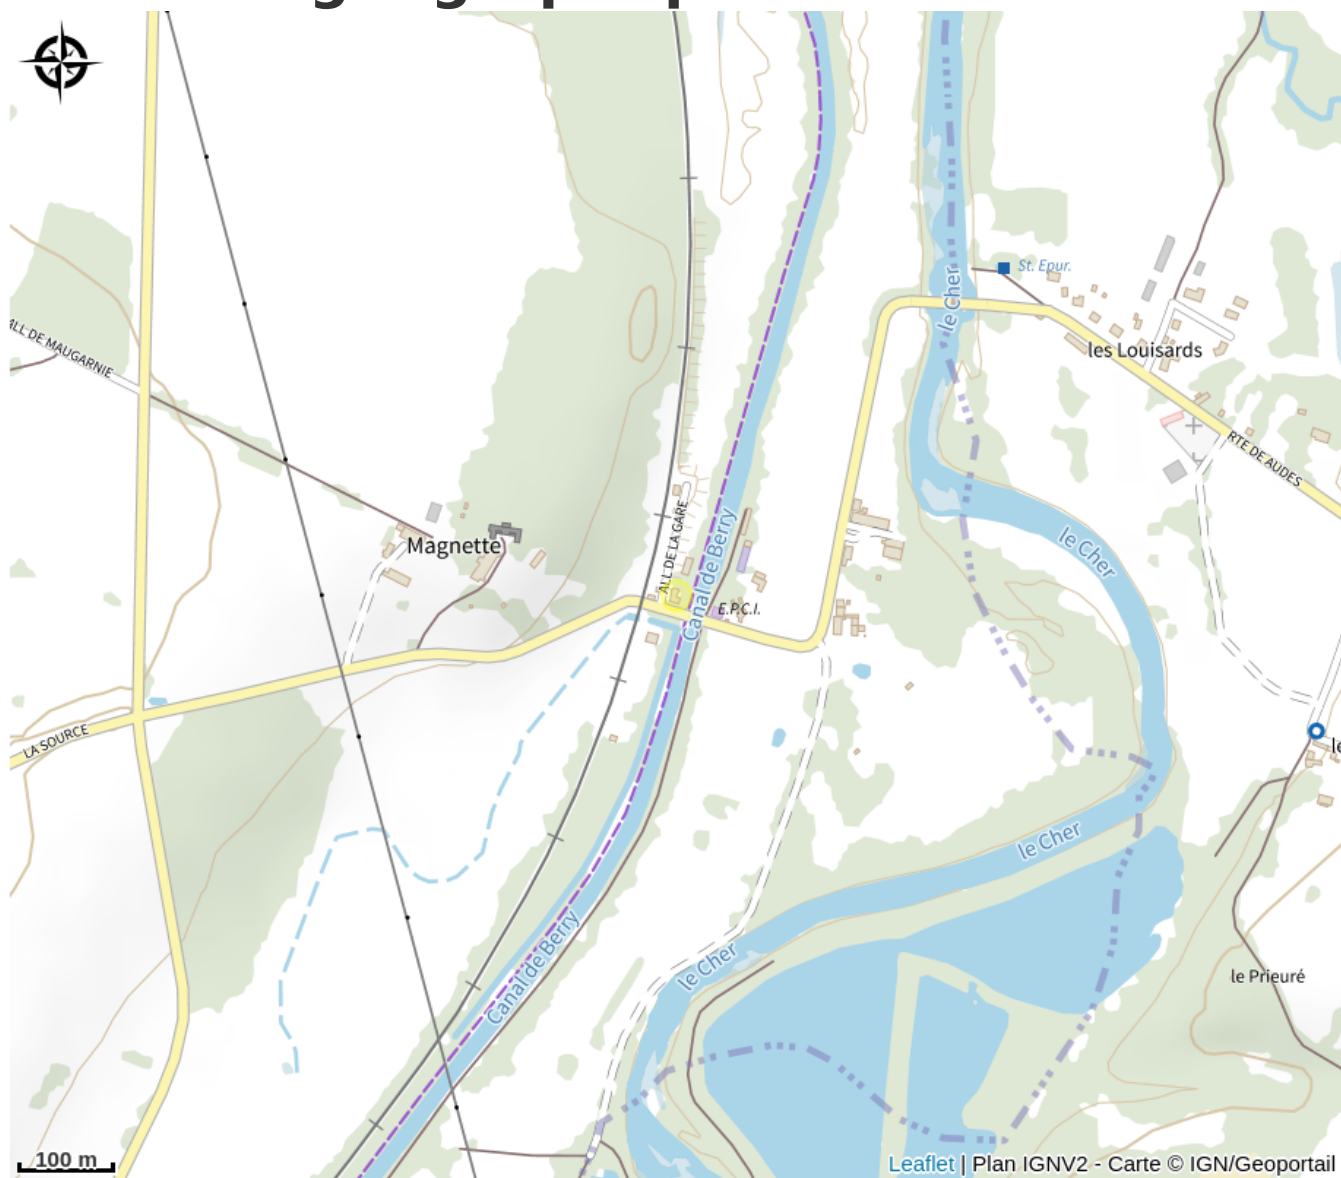 le Cher
St. Epur.
ALL DE MAUGARNIE
les Louisards
RTE DE AUDES
ALL DE LA GARE
Canal de Berry
Magnette
le Cher
E.P.C.I.
LA SOURCE
le Cher
Canal de Berry
le Cher
le Prieuré
100 m
Leaflet | Plan IGNV2 - Carte © IGN/Geoportail